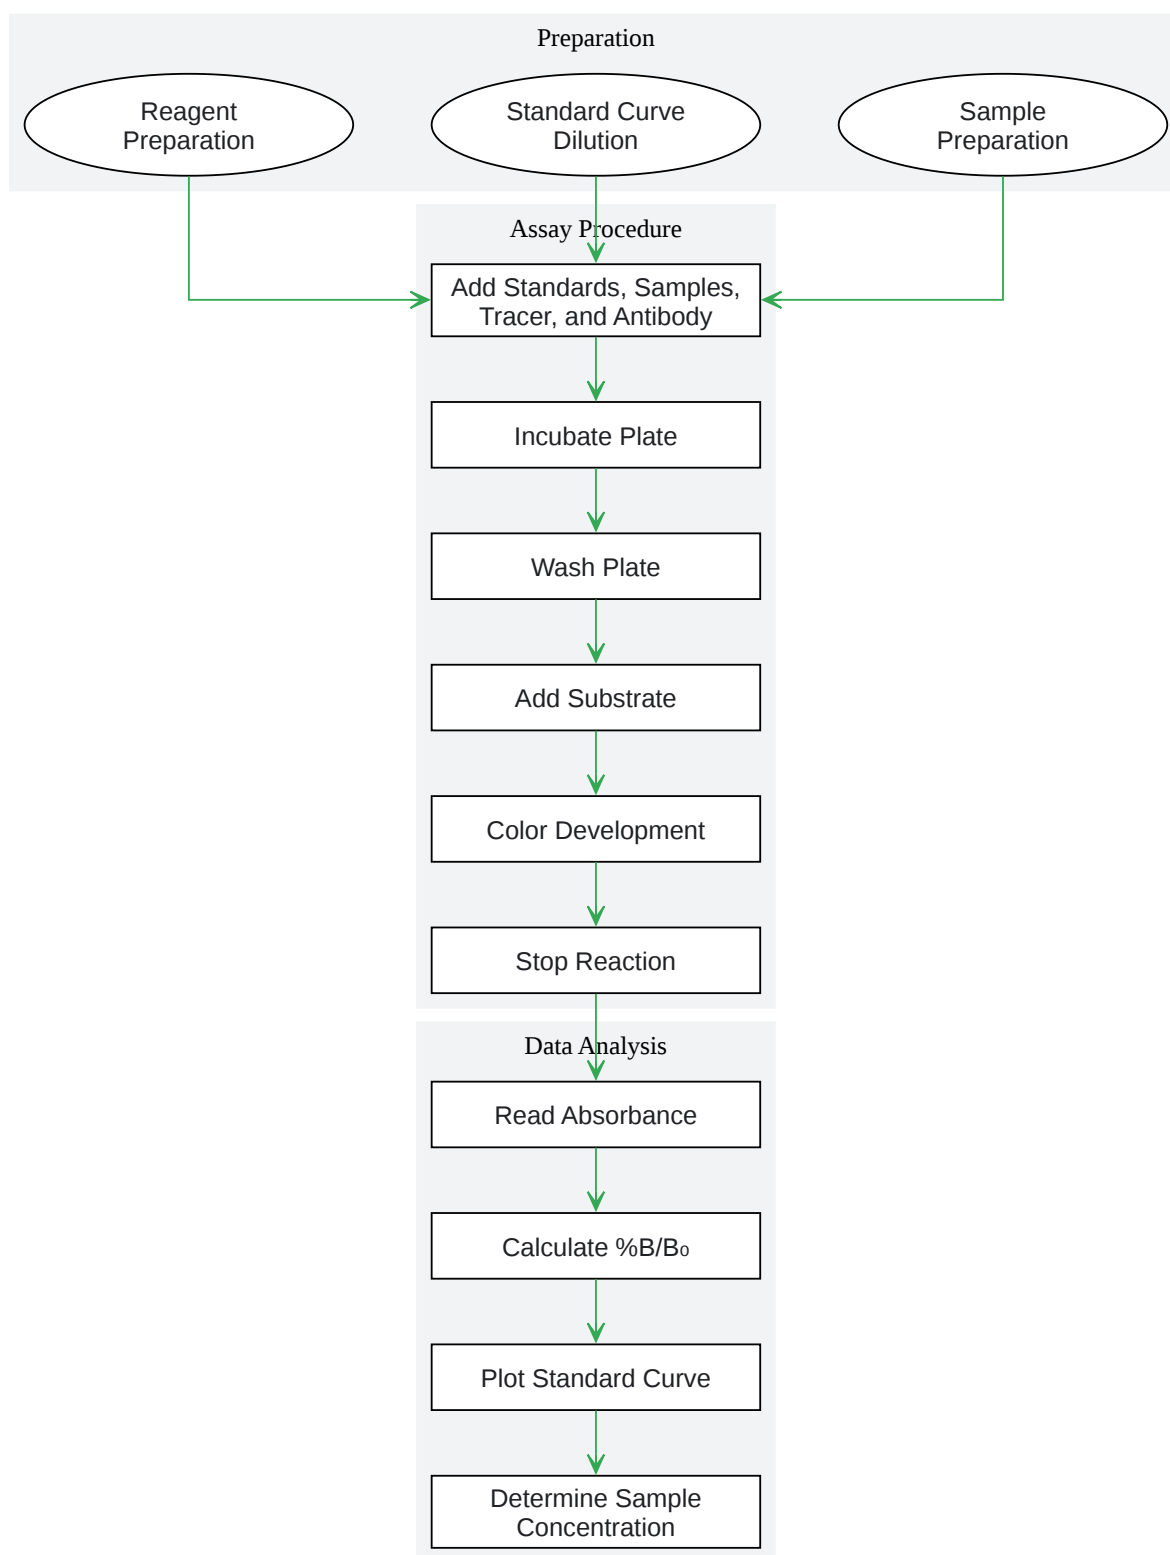 Preparation
Reagent
Preparation
Standard Curve
Dilution
Sample
Preparation
Assay Procedure
Add Standards, Samples,
Tracer, and Antibody
Incubate Plate
Wash Plate
Add Substrate
Color Development
Stop Reaction
Data Analysis
Read Absorbance
Calculate %B/B₀
Plot Standard Curve
Determine Sample
Concentration